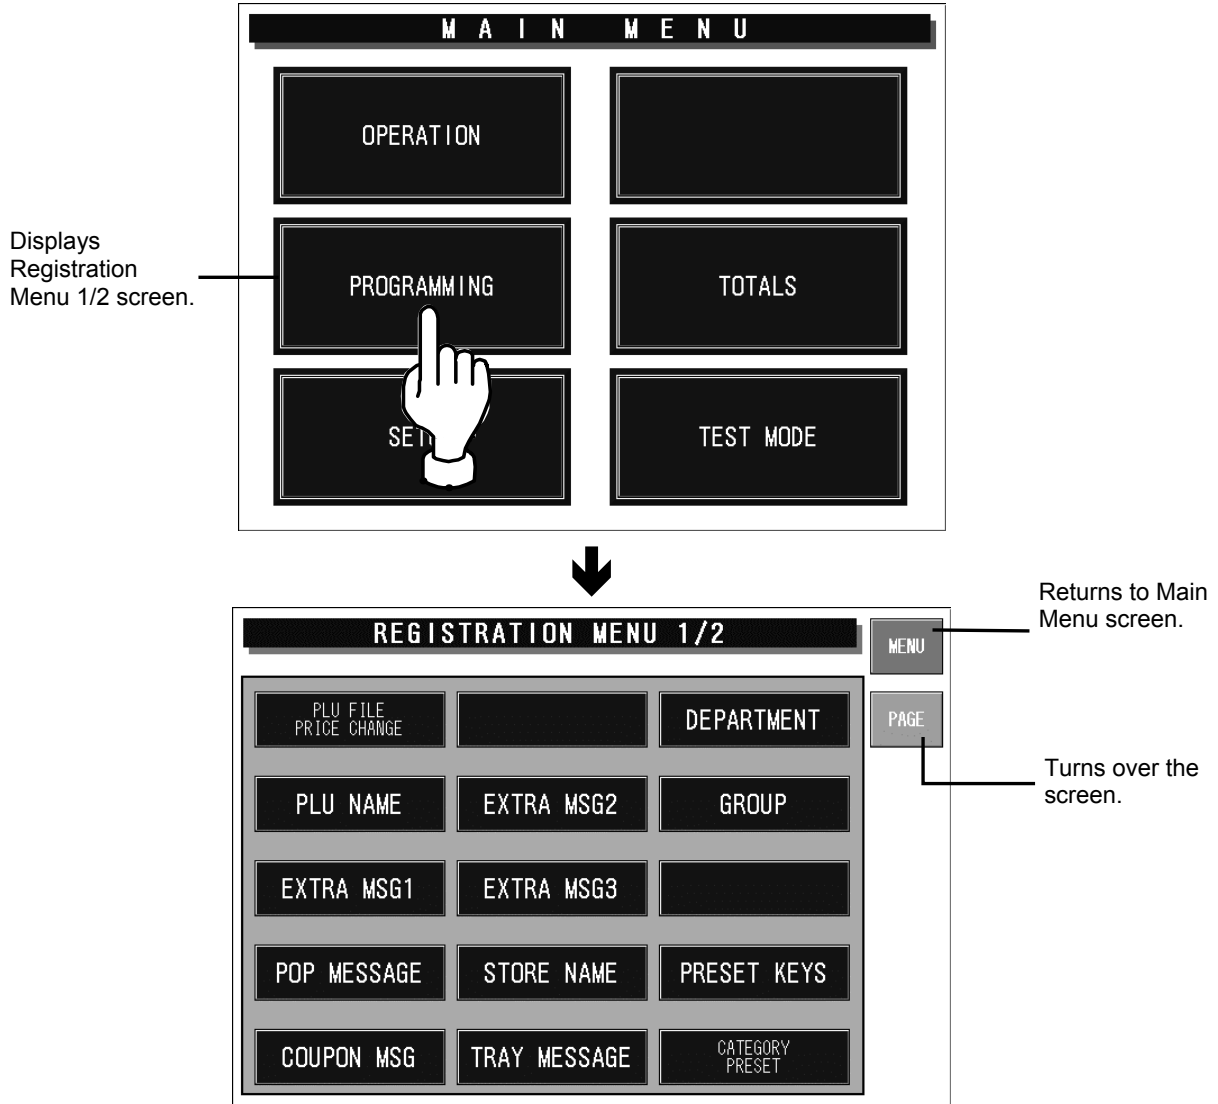 MAIN MENU
OPERATION
Displays
Registration
Menu 1/2 screen.
PROGRAMMING
TOTALS
TEST MODE
Returns to Main
Menu screen.
REGISTRATION MENU 1/2
MENU
PLU FILE
PRICE CHANGE
DEPARTMENT
PAGE
Turns over the
screen.
PLU NAME
EXTRA MSG2
GROUP
EXTRA MSG1
EXTRA MSG3
POP MESSAGE
STORE NAME
PRESET KEYS
COUPON MSG
TRAY MESSAGE
CATEGORY
PRESET